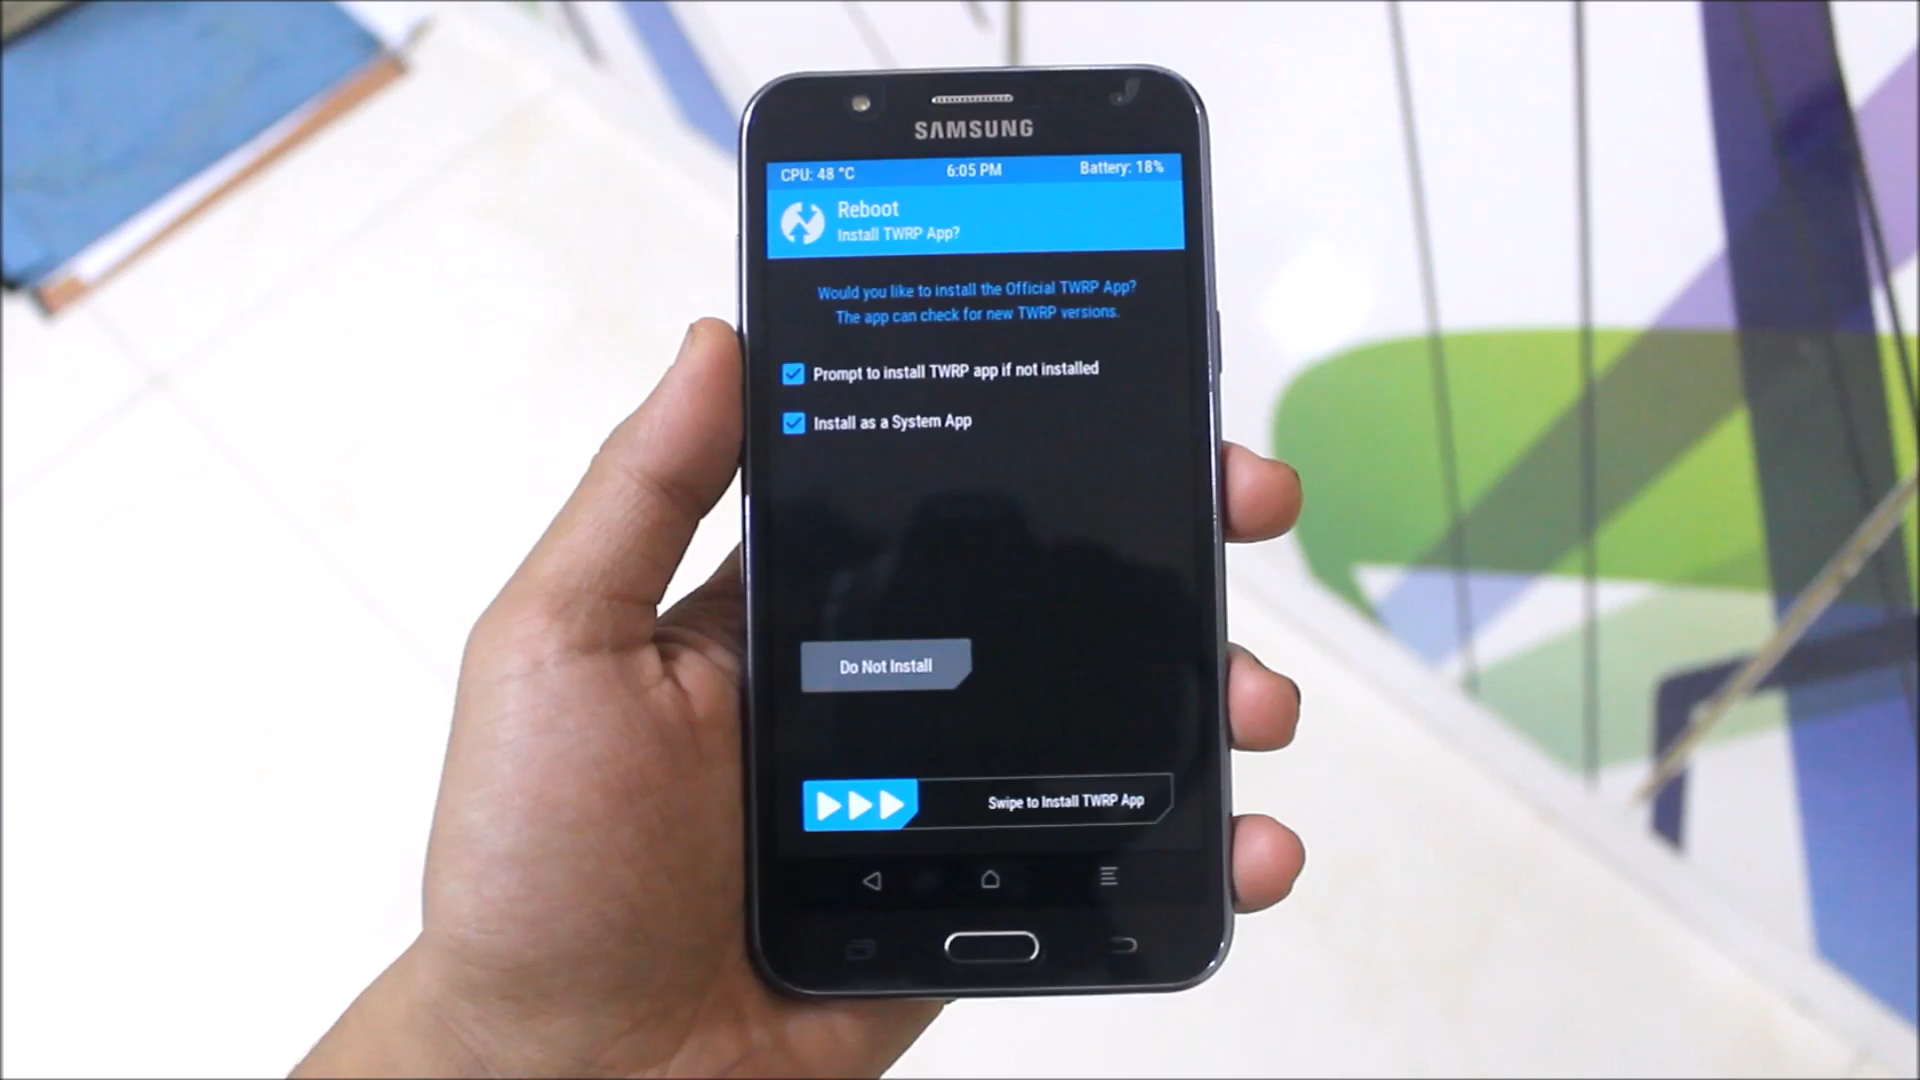 SAMSUNG
CPU: 48 °C 6:05 PM Battery: 18%
Reboot
Install TWRP App?
Would you like to install the Official TWRP App?
The app can check for new TWRP versions.
Prompt to install TWRP app if not installed
Install as a System App
Do Not Install
Swipe to Install TWRP App